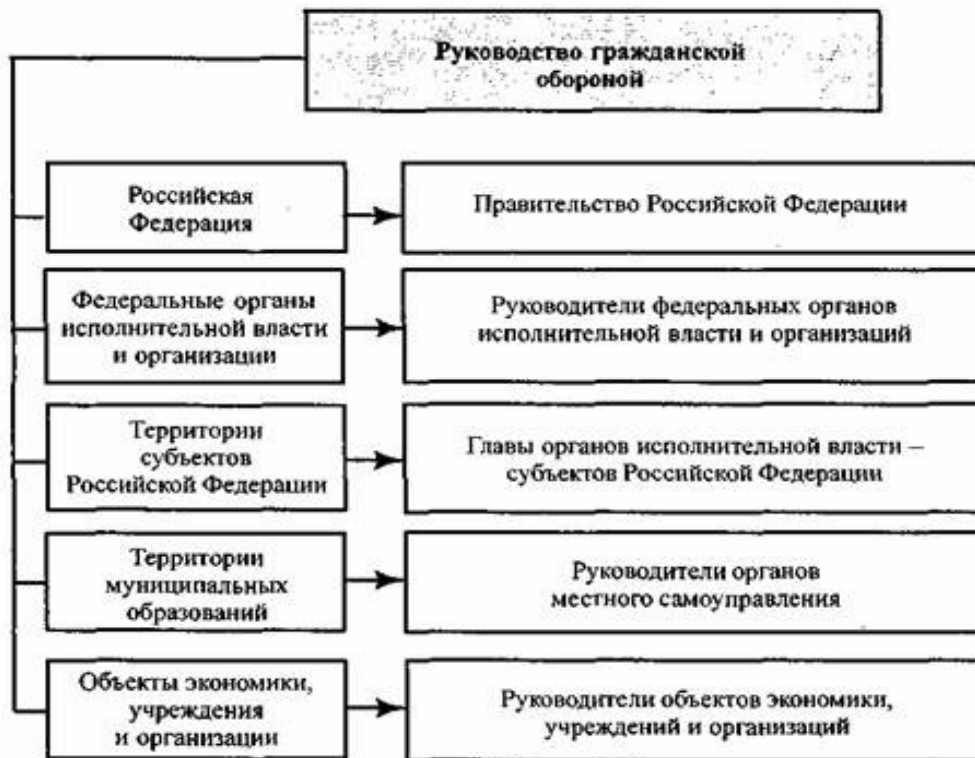 Руководство гражданской
обороной
Российская
Федерация
Правительство Российской Федерации
Федеральные органы
исполнительной власти
и организации
Руководители федеральных органов
исполнительной власти и организаций
Территории
субъектов
Российской Федерации
Главы органов исполнительной власти –
субъектов Российской Федерации
Территории
муниципальных
образований
Руководители органов
местного самоуправления
Объекты экономики,
учреждения
и организации
Руководители объектов экономики,
учреждений и организаций